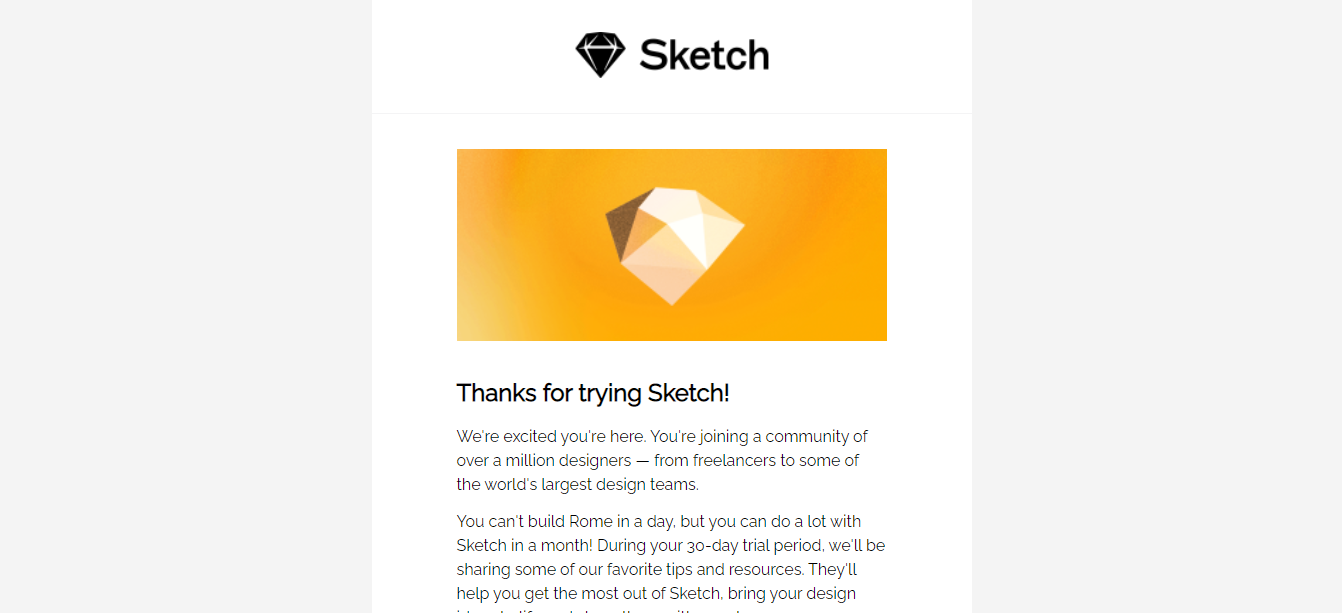 Sketch
Thanks for trying Sketch!
We're excited you're here. You're joining a community of
over a million designers — from freelancers to some of
the world's largest design teams.
You can't build Rome in a day, but you can do a lot with
Sketch in a month! During your 30-day trial period, we'll be
sharing some of our favorite tips and resources. They'll
help you get the most out of Sketch, bring your design